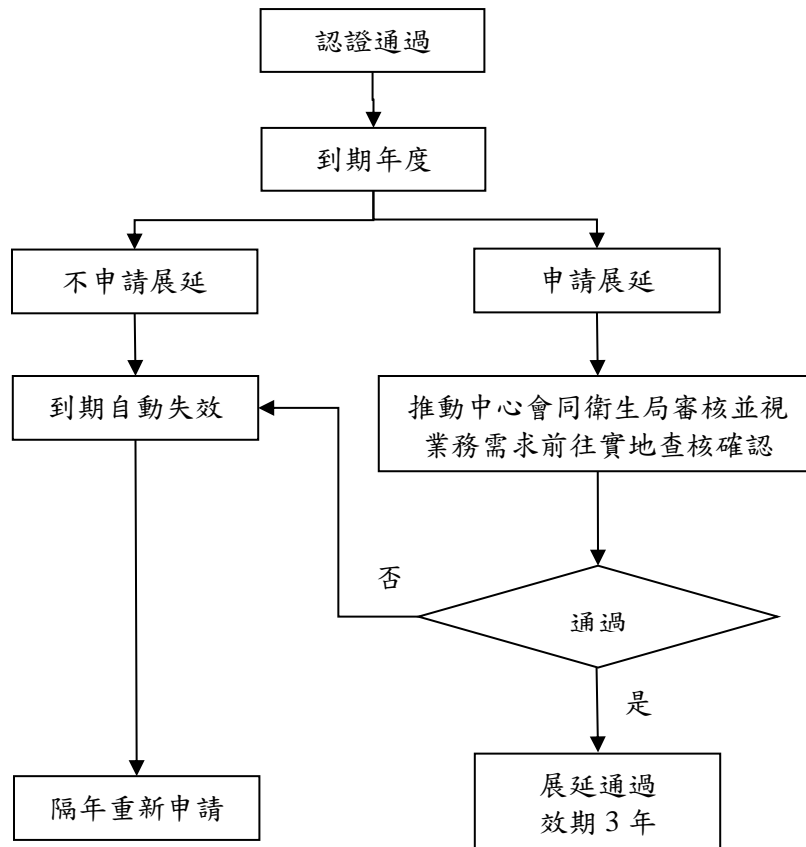 認證通過
到期年度
不申請展延
申請展延
到期自動失效
推動中心會同衛生局審核並視
業務需求前往實地查核確認
否
通過
是
隔年重新申請
展延通過
效期 3 年